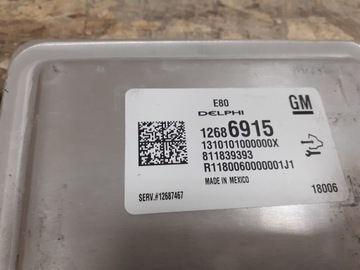 E80
DELPHI
GM
12686915
1310101000000X
811839393
R1180060000001J1
MADE IN MEXICO
SERV.#12687467
18006